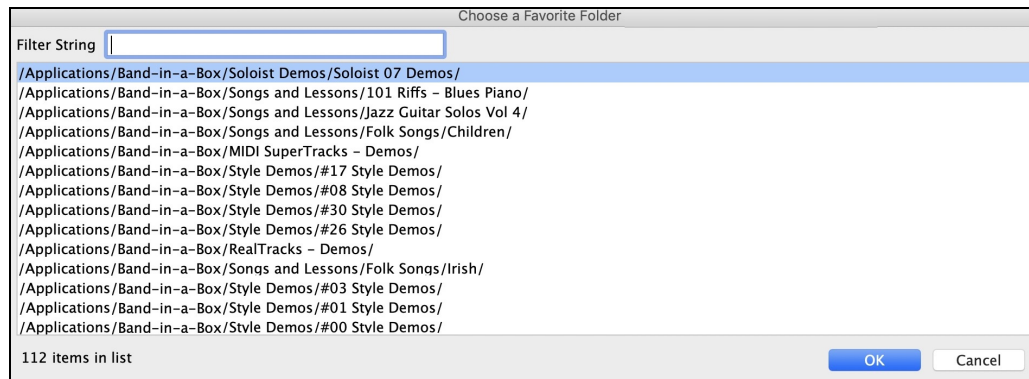 Choose a Favorite Folder
Filter String
/Applications/Band-in-a-Box/Soloist Demos/Soloist 07 Demos/
/Applications/Band-in-a-Box/Songs and Lessons/101 Riffs – Blues Piano/
/Applications/Band-in-a-Box/Songs and Lessons/Jazz Guitar Solos Vol 4/
/Applications/Band-in-a-Box/Songs and Lessons/Folk Songs/Children/
/Applications/Band-in-a-Box/MIDI SuperTracks – Demos/
/Applications/Band-in-a-Box/Style Demos/#17 Style Demos/
/Applications/Band-in-a-Box/Style Demos/#08 Style Demos/
/Applications/Band-in-a-Box/Style Demos/#30 Style Demos/
/Applications/Band-in-a-Box/Style Demos/#26 Style Demos/
/Applications/Band-in-a-Box/RealTracks – Demos/
/Applications/Band-in-a-Box/Songs and Lessons/Folk Songs/Irish/
/Applications/Band-in-a-Box/Style Demos/#03 Style Demos/
/Applications/Band-in-a-Box/Style Demos/#01 Style Demos/
/Applications/Band-in-a-Box/Style Demos/#00 Style Demos/
112 items in list
OK
Cancel